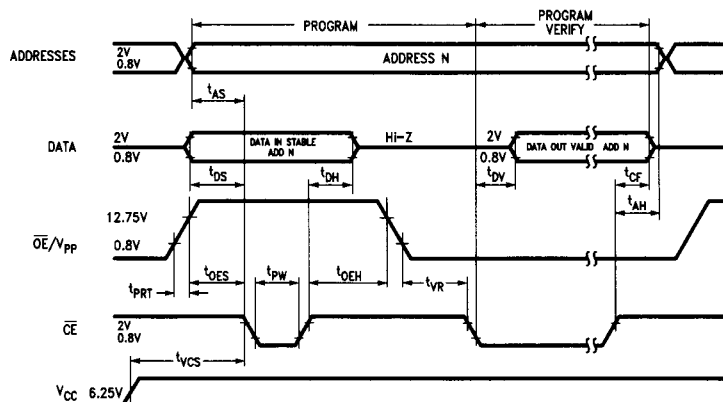 PROGRAM
PROGRAM
VERIFY
ADDRESSES
2V
0.8V
ADDRESS N
tAS
DATA
2V
0.8V
DATA IN STABLE
ADD N
Hi-Z
2V
0.8V
DATA OUT VALID ADD N
tDS
tDH
tDV
tCF
tAH
OE/VPP
12.75V
0.8V
tPRT
tOES
tPW
tOEH
tVR
CE
2V
0.8V
tVCS
VCC
6.25V